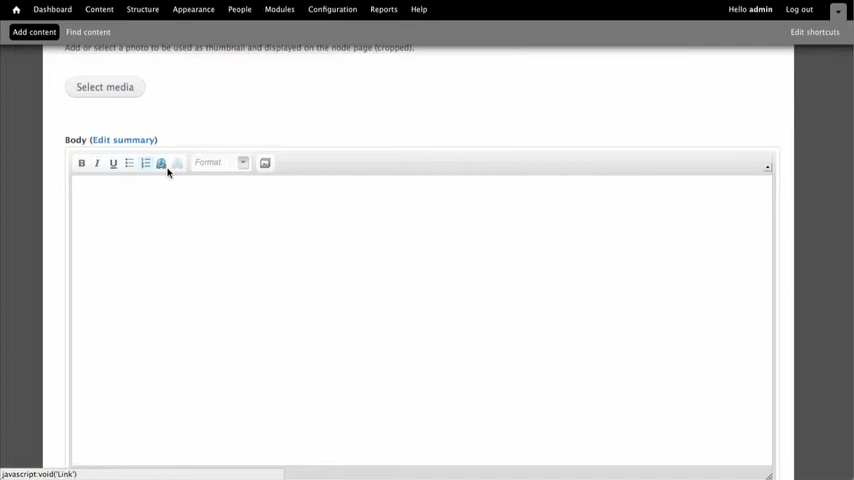 Dashboard Content Structure Appearance People Modules Configuration Reports Help Hello admin Log out
Add content Find content Edit shortcuts
Add or select a photo to be used as thumbnail and displayed on the node page (cropped).
Select media
Body (Edit summary)
B I U Format
javascript:void('Link')